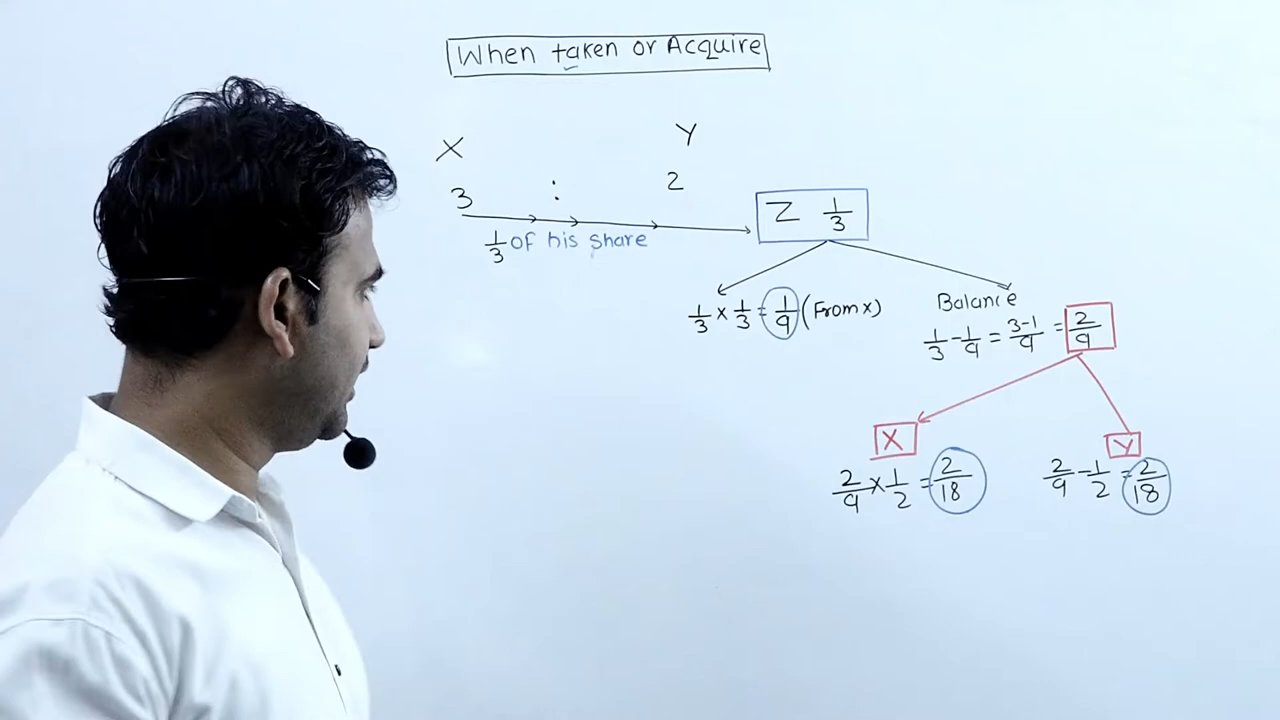 When taken or Acquire
X Y
3 : 2
Z 1/3
1/3 of his share
1/3 × 1/3 = 1/9 (From x)
Balance
1/3 - 1/9 = 3-1/9 = 2/9
X Y
2/9 × 1/2 = 2/18
2/9 - 1/2 = 2/18